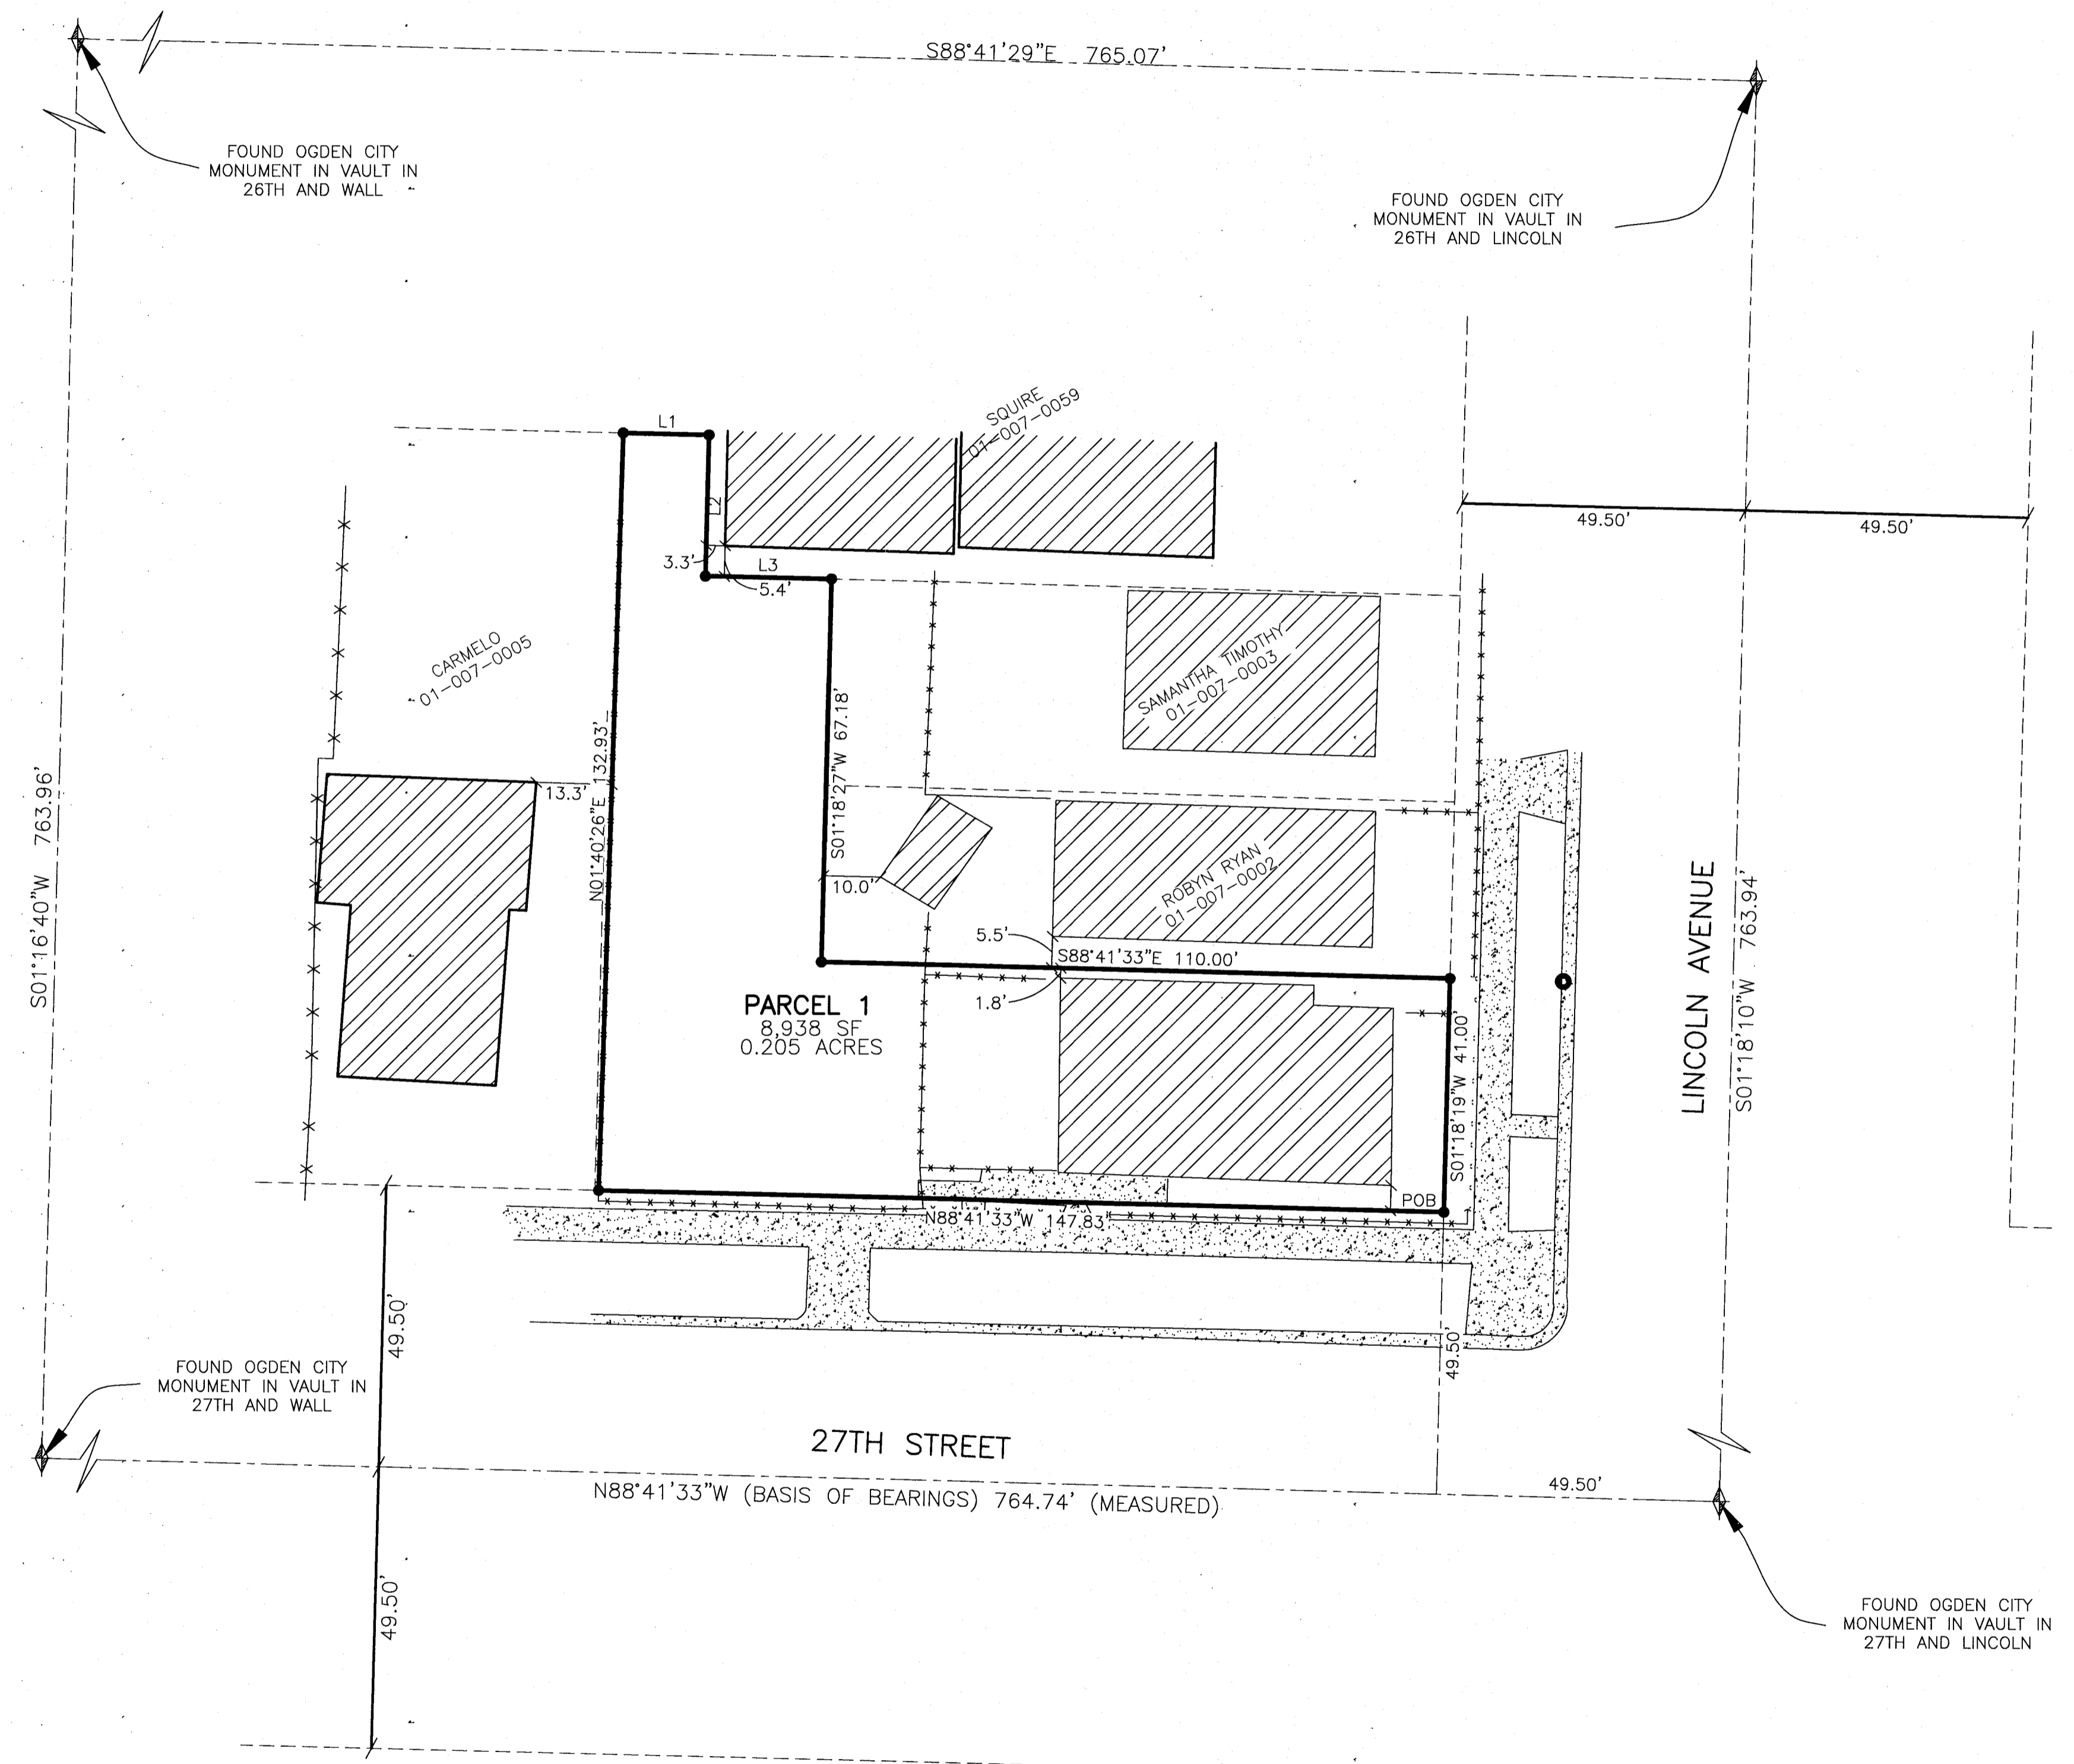 S88°41'29"E 765.07'
FOUND OGDEN CITY
MONUMENT IN VAULT IN
26TH AND WALL
FOUND OGDEN CITY
MONUMENT IN VAULT IN
26TH AND LINCOLN
SQUIRE
01-007-0059
L1
L2
3.3'
L3
5.4'
49.50'
49.50'
CARMELO
01-007-0005
SAMANTHA TIMOTHY
01-007-0003
S01°16'40"W 763.96'
13.3'
N01°40'26"E 132.93'
S01°18'27"W 67.18'
10.0'
ROBYN RYAN
01-007-0002
5.5'
S88°41'33"E 110.00'
1.8'
PARCEL 1
8,938 SF
0.205 ACRES
S01°18'19"W 41.00'
LINCOLN AVENUE
S01°18'10"W 763.94'
POB
N88°41'33"W 147.83'
49.50'
49.50'
FOUND OGDEN CITY
MONUMENT IN VAULT IN
27TH AND WALL
27TH STREET
N88°41'33"W (BASIS OF BEARINGS) 764.74' (MEASURED)
49.50'
49.50'
FOUND OGDEN CITY
MONUMENT IN VAULT IN
27TH AND LINCOLN